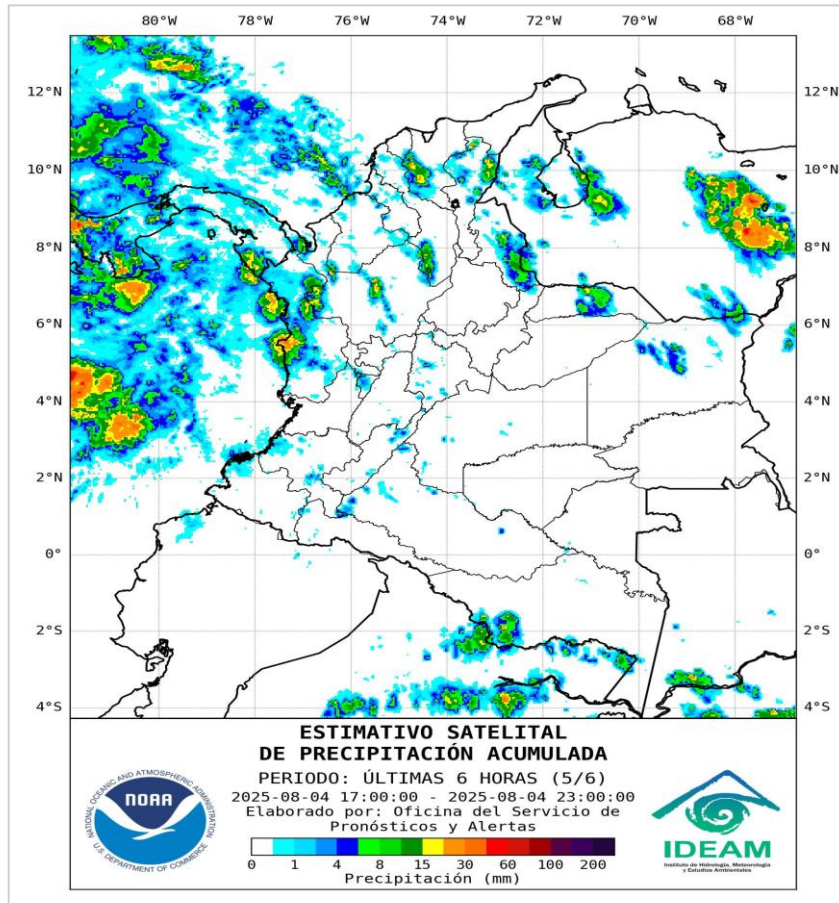 80°W 78°W 76°W 74°W 72°W 70°W 68°W
12°N 12°N
10°N 10°N
8°N 8°N
6°N 6°N
4°N 4°N
2°N 2°N
0° 0°
2°S 2°S
4°S 4°S
ESTIMATIVO SATELITAL
DE PRECIPITACIÓN ACUMULADA
PERIODO: ÚLTIMAS 6 HORAS (5/6)
2025-08-04 17:00:00 - 2025-08-04 23:00:00
Elaborado por: Oficina del Servicio de
Pronósticos y Alertas
0 1 4 8 15 30 60 100 200
Precipitación (mm)
NATIONAL OCEANIC AND ATMOSPHERIC ADMINISTRATION
NOAA
U.S. DEPARTMENT OF COMMERCE
IDEAM
Instituto de Hidrología, Meteorología
y Estudios Ambientales